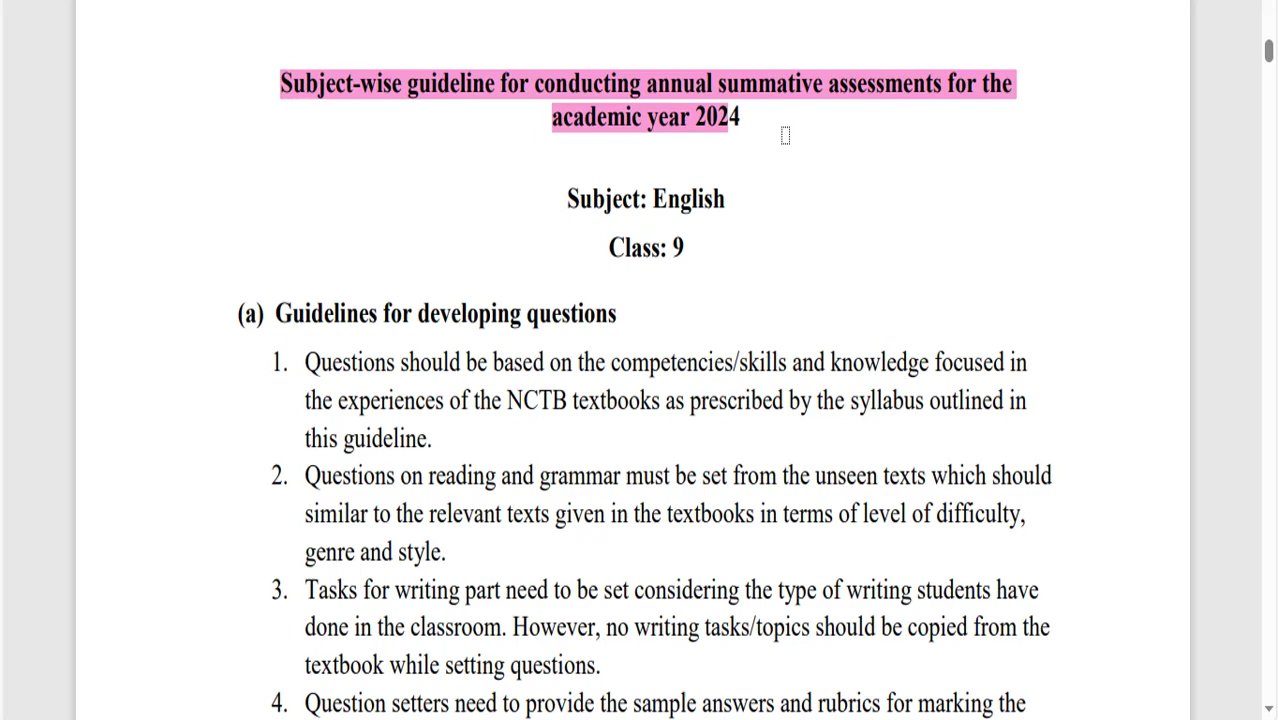 Subject-wise guideline for conducting annual summative assessments for the
academic year 2024
Subject: English
Class: 9
(a) Guidelines for developing questions
1. Questions should be based on the competencies/skills and knowledge focused in
the experiences of the NCTB textbooks as prescribed by the syllabus outlined in
this guideline.
2. Questions on reading and grammar must be set from the unseen texts which should
similar to the relevant texts given in the textbooks in terms of level of difficulty,
genre and style.
3. Tasks for writing part need to be set considering the type of writing students have
done in the classroom. However, no writing tasks/topics should be copied from the
textbook while setting questions.
4. Question setters need to provide the sample answers and rubrics for marking the